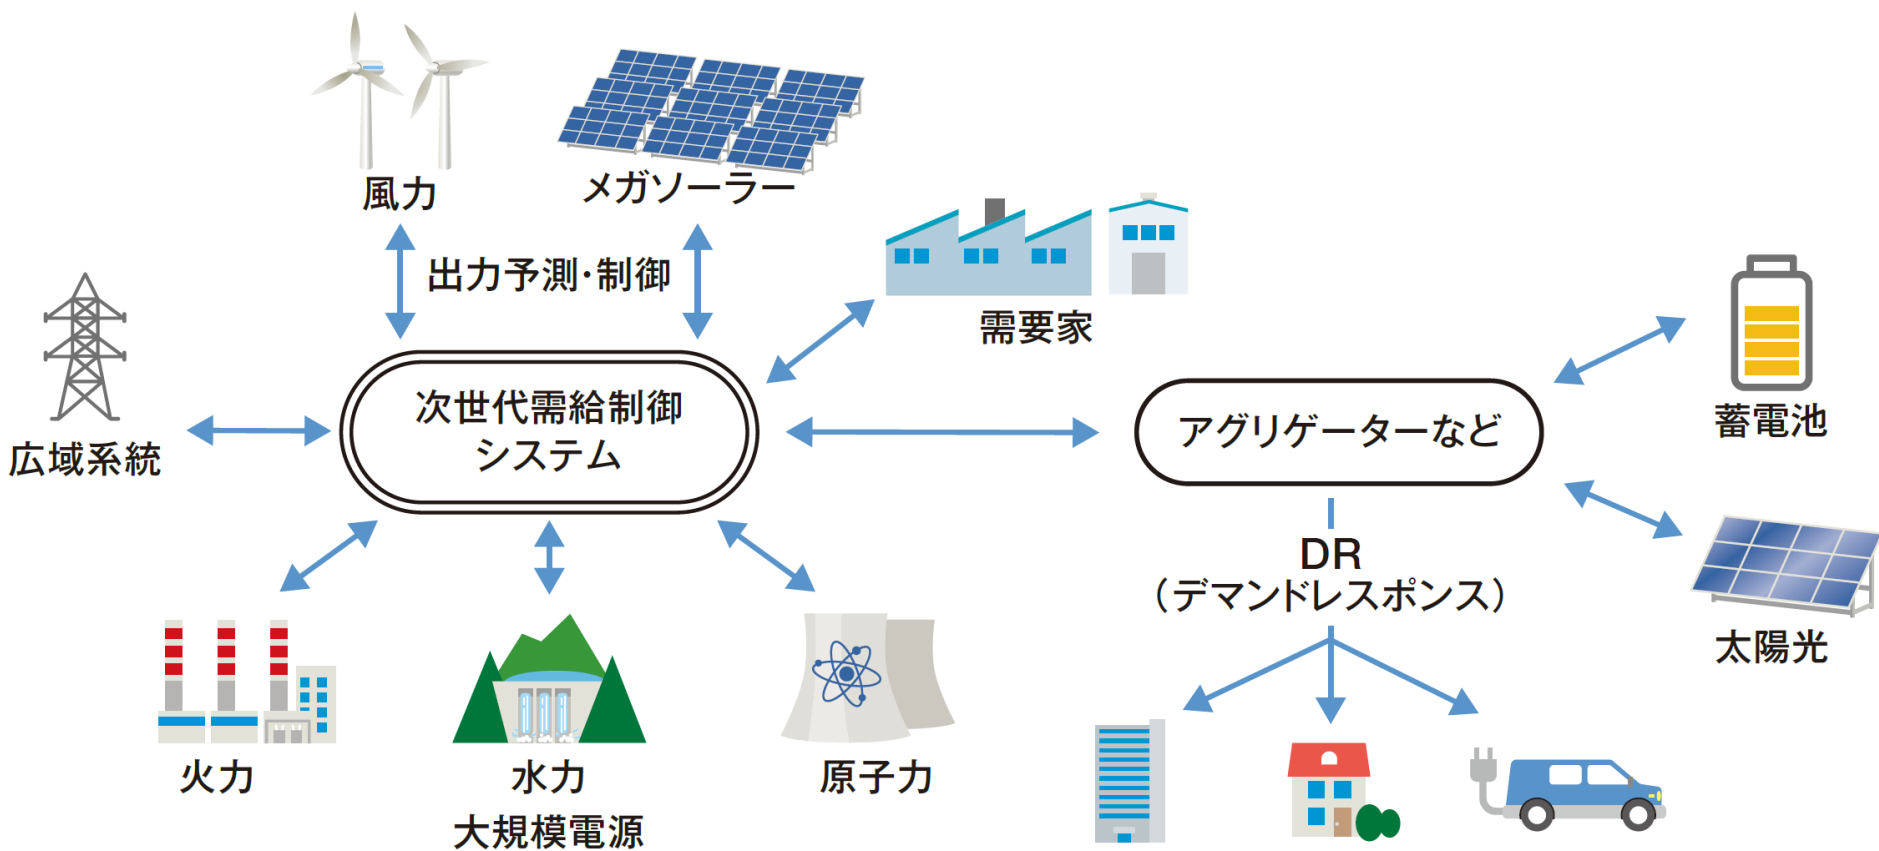 風力
メガソーラー
出力予測・制御
需要家
広域系統
次世代需給制御
システム
アグリゲーターなど
蓄電池
太陽光
DR
（デマンドレスポンス）
火力
水力
原子力
大規模電源